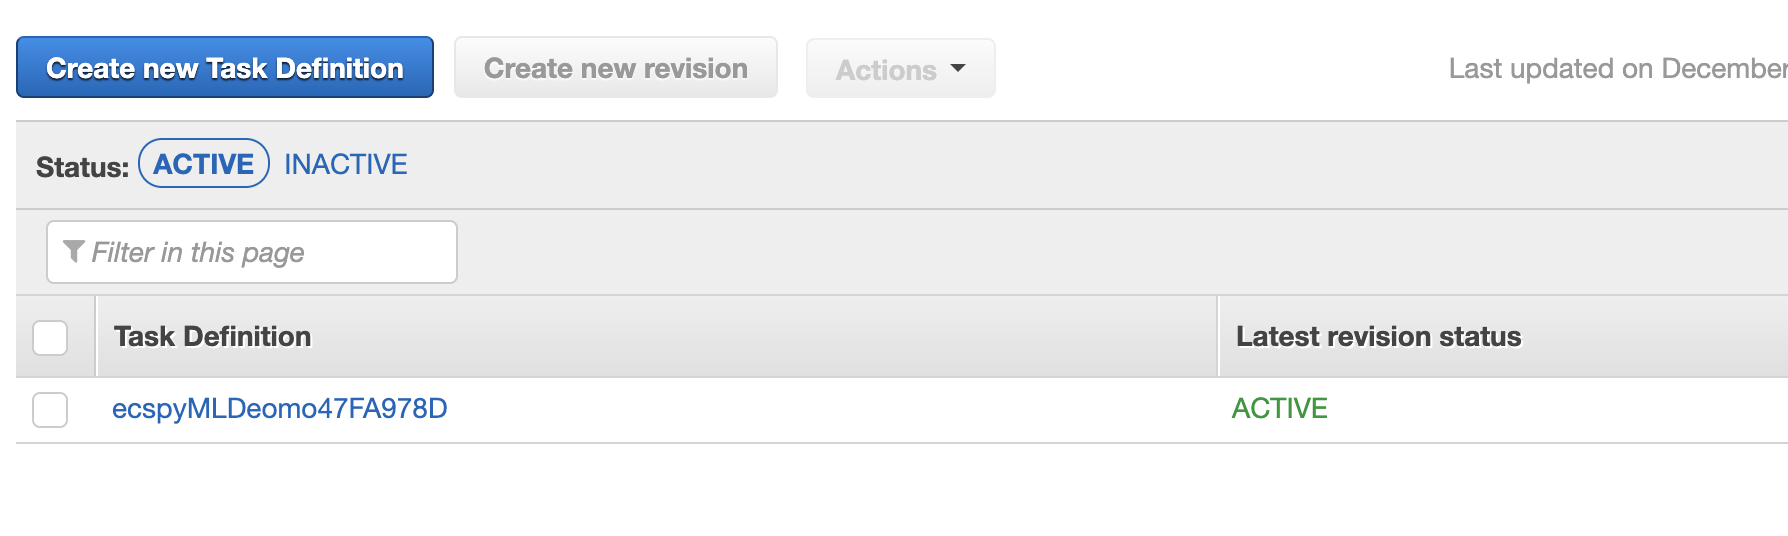 Create new Task Definition Create new revision Actions Last updated on December
Status: ACTIVE INACTIVE
Filter in this page
Task Definition Latest revision status
ecspyMLDeomo47FA978D ACTIVE